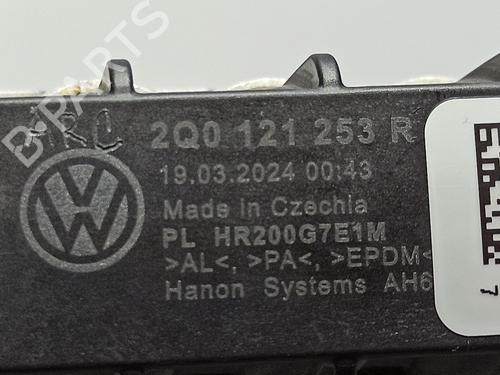 B-PARTS
2Q0 121 253 R
19.03.2024 00:43
Made in Czechia
PL HR200G7E1M
>AL<, >PA<, >EPDM<
Hanon Systems AH6
7